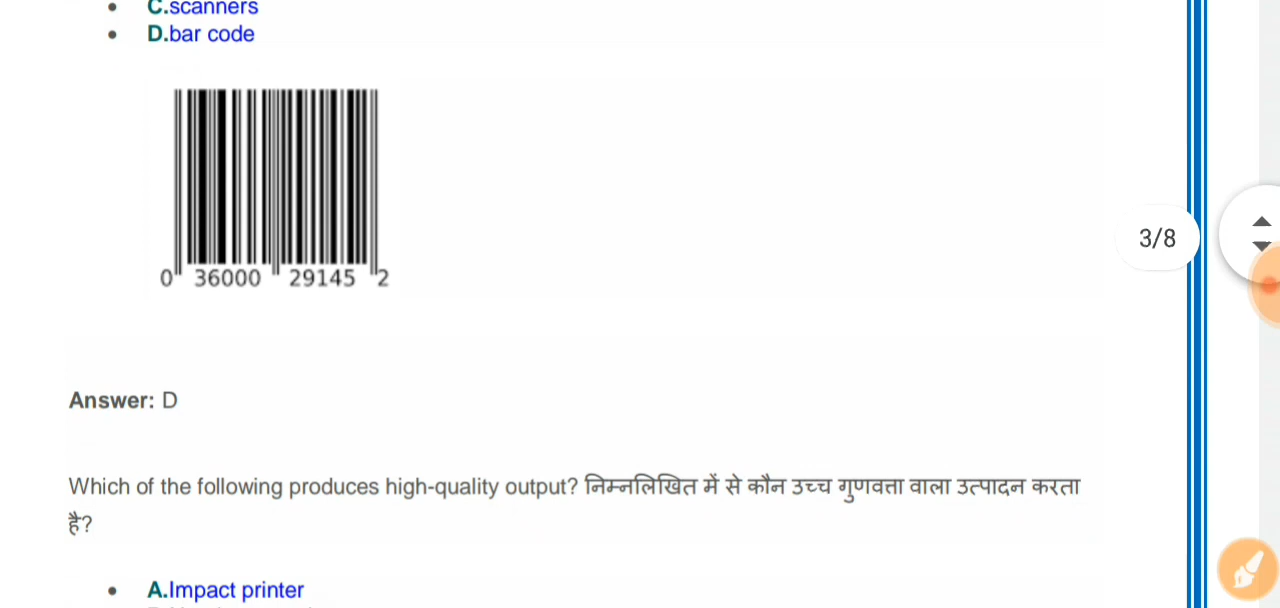 C.scanners
D.bar code
0 36000 29145 2
3/8
Answer: D
Which of the following produces high-quality output? निम्नलिखित में से कौन उच्च गुणवत्ता वाला उत्पादन करता
है?
A.Impact printer